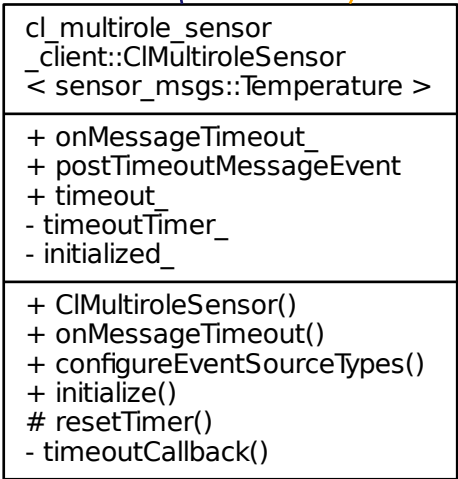 cl_multirole_sensor
_client::ClMultiroleSensor
< sensor_msgs::Temperature >
+ onMessageTimeout_
+ postTimeoutMessageEvent
+ timeout_
- timeoutTimer_
- initialized_
+ ClMultiroleSensor()
+ onMessageTimeout()
+ configureEventSourceTypes()
+ initialize()
# resetTimer()
- timeoutCallback()